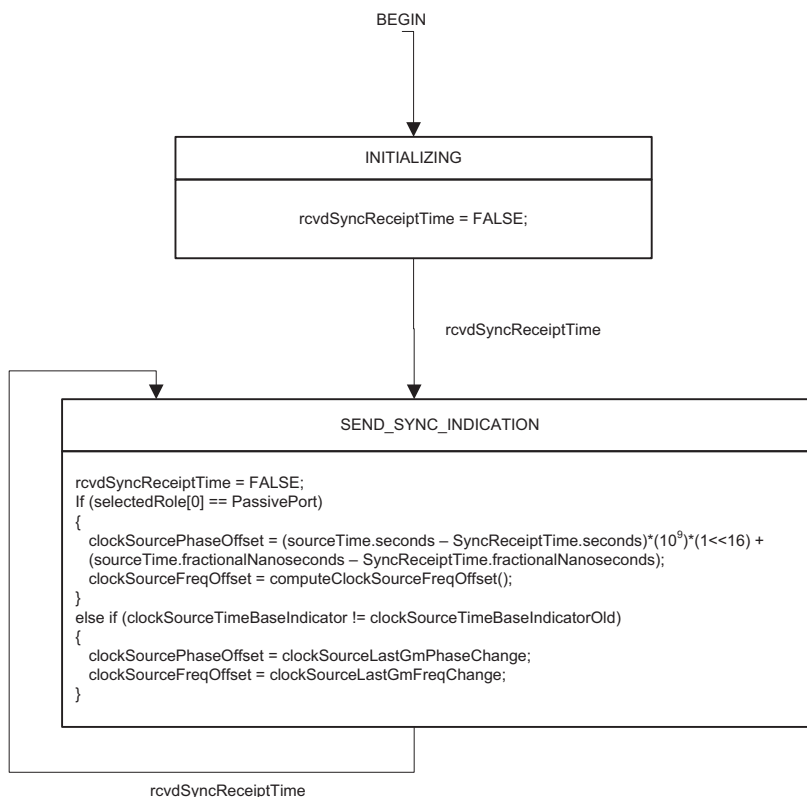 BEGIN
INITIALIZING
rcvdSyncReceiptTime = FALSE;
rcvdSyncReceiptTime
SEND_SYNC_INDICATION
rcvdSyncReceiptTime = FALSE;
If (selectedRole[0] == PassivePort)
{
clockSourcePhaseOffset = (sourceTime.seconds – SyncReceiptTime.seconds)*(10⁹)*(1<<16) +
(sourceTime.fractionalNanoseconds – SyncReceiptTime.fractionalNanoseconds);
clockSourceFreqOffset = computeClockSourceFreqOffset();
}
else if (clockSourceTimeBaseIndicator != clockSourceTimeBaseIndicatorOld)
{
clockSourcePhaseOffset = clockSourceLastGmPhaseChange;
clockSourceFreqOffset = clockSourceLastGmFreqChange;
}
rcvdSyncReceiptTime